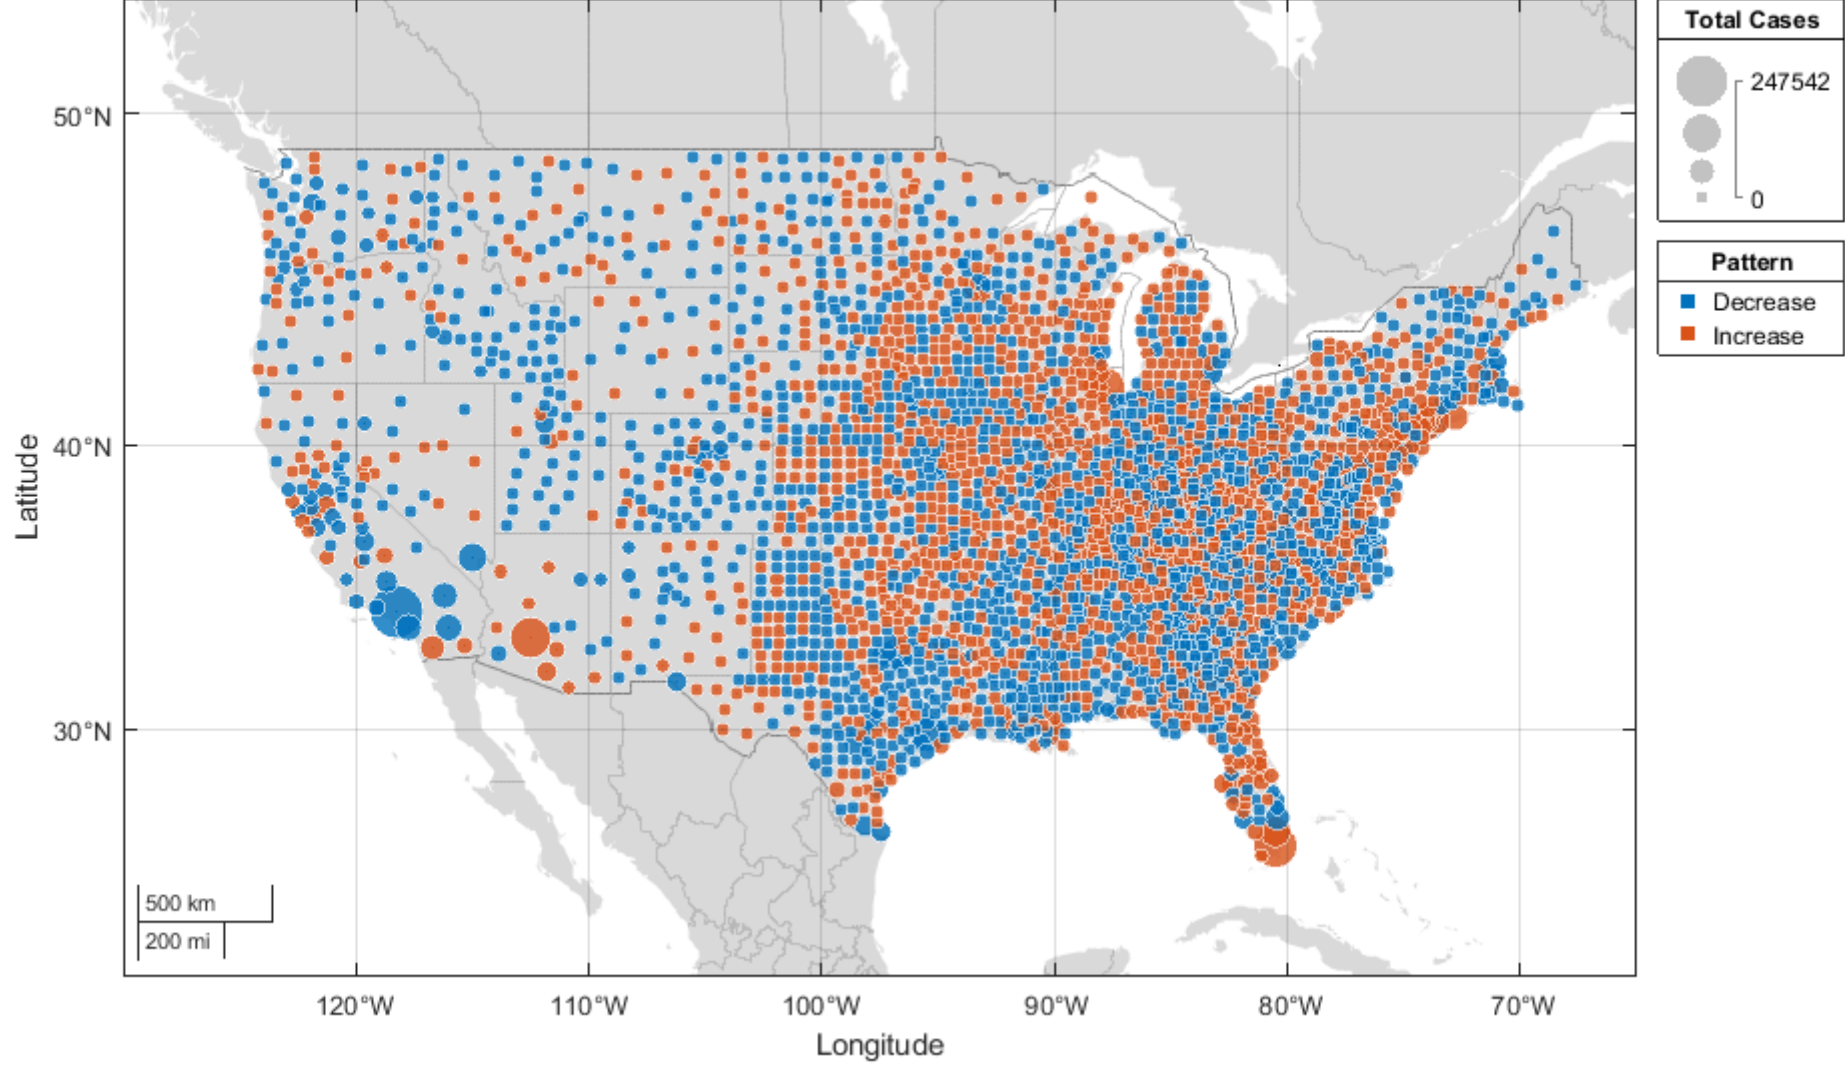 Total Cases
247542
0
Pattern
Decrease
Increase
50°N
40°N
30°N
Latitude
500 km
200 mi
120°W 110°W 100°W 90°W 80°W 70°W
Longitude